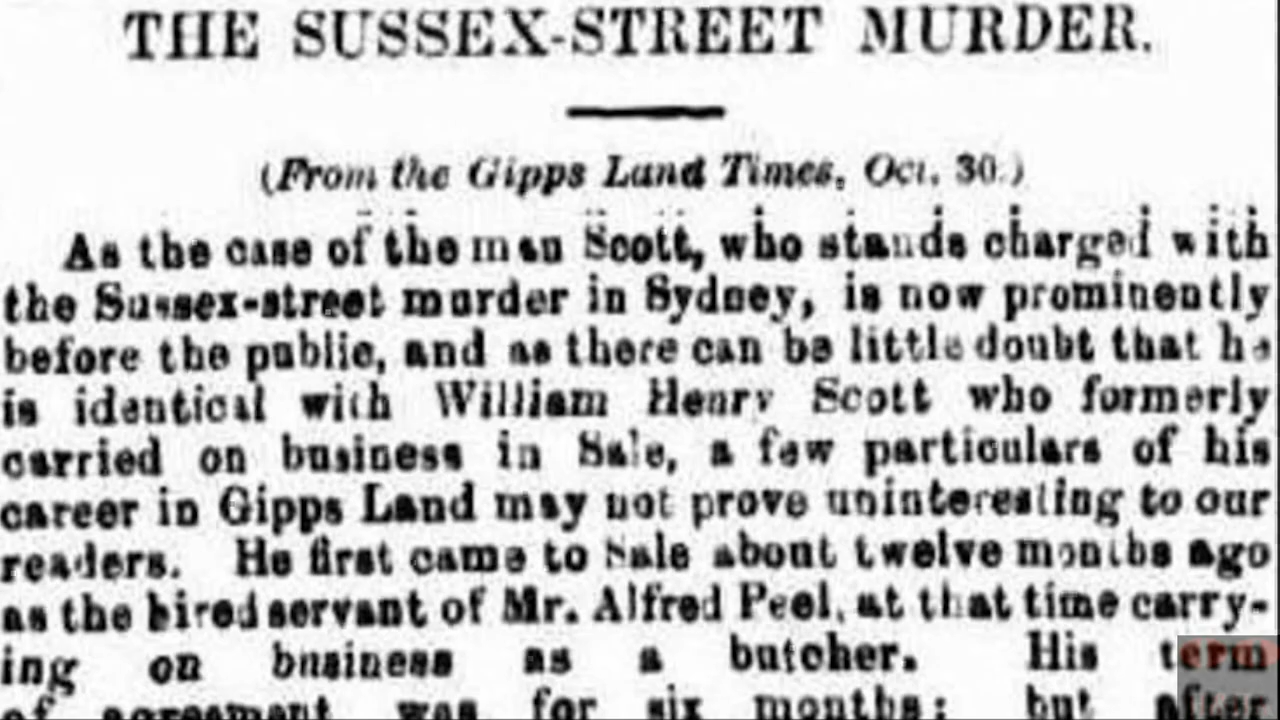 THE SUSSEX-STREET MURDER.
(From the Gipps Land Times, Oct. 30.)
As the case of the man Scott, who stands charged with
the Sussex-street murder in Sydney, is now prominently
before the public, and as there can be little doubt that he
is identical with William Henry Scott who formerly
carried on business in Sale, a few particulars of his
career in Gipps Land may not prove uninteresting to our
readers. He first came to Sale about twelve months ago
as the hired servant of Mr. Alfred Peel, at that time carry-
ing on business as a butcher. His term
of agreement was for six months; but after